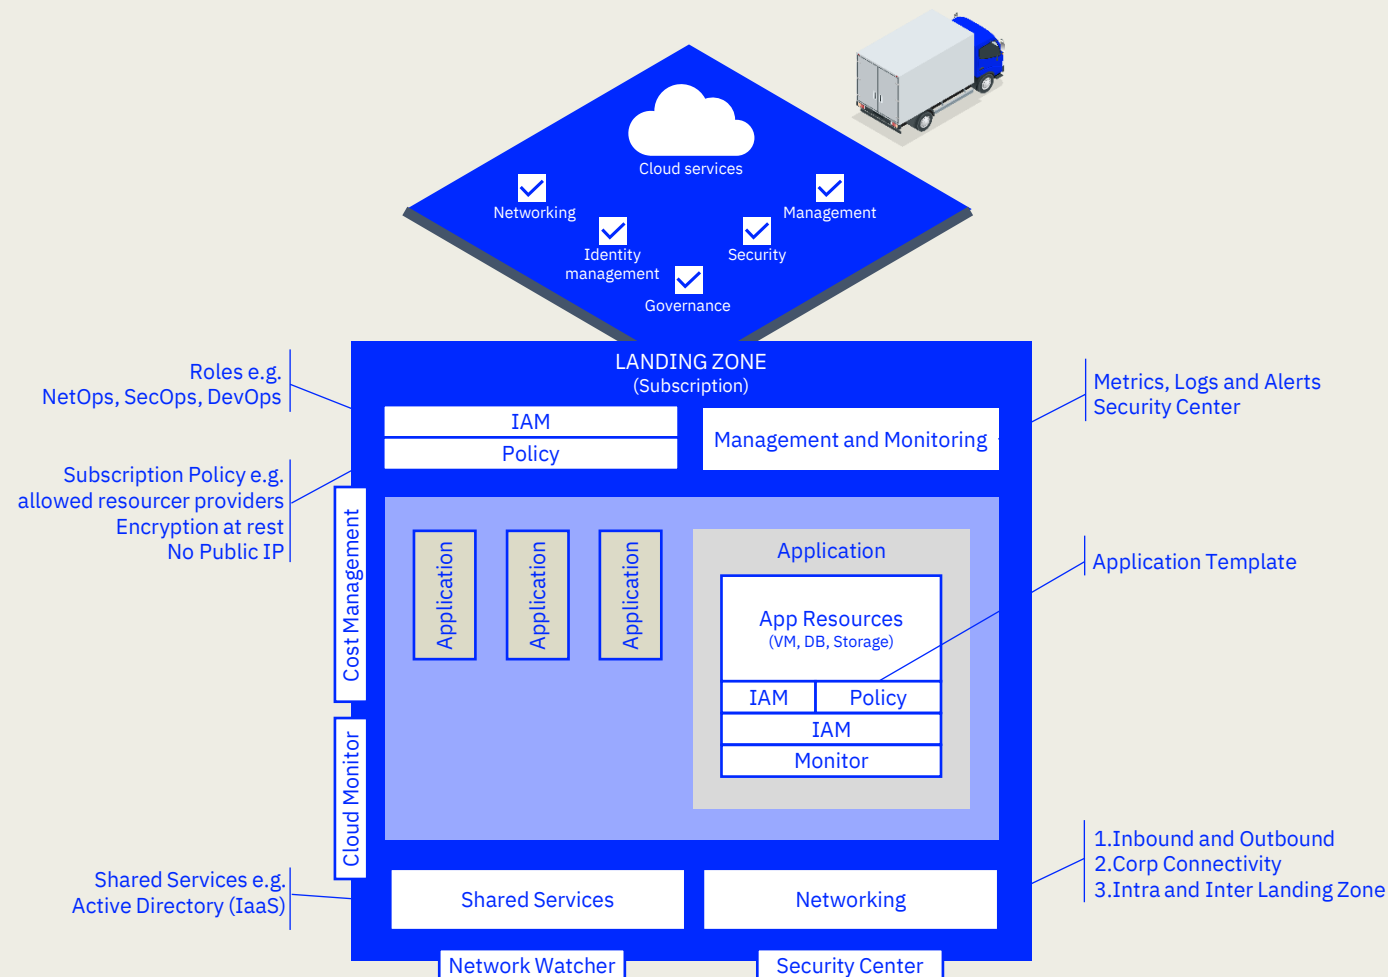 Cloud services
Networking
Management
Identity
management
Security
Governance
LANDING ZONE
(Subscription)
Roles e.g.
NetOps, SecOps, DevOps
IAM
Policy
Management and Monitoring
Metrics, Logs and Alerts
Security Center
Subscription Policy e.g.
allowed resourcer providers
Encryption at rest
No Public IP
Cost Management
Cloud Monitor
Application
Application
Application
Application
App Resources
(VM, DB, Storage)
IAM
Policy
IAM
Monitor
Application Template
Shared Services e.g.
Active Directory (IaaS)
Shared Services
Networking
1.Inbound and Outbound
2.Corp Connectivity
3.Intra and Inter Landing Zone
Network Watcher
Security Center